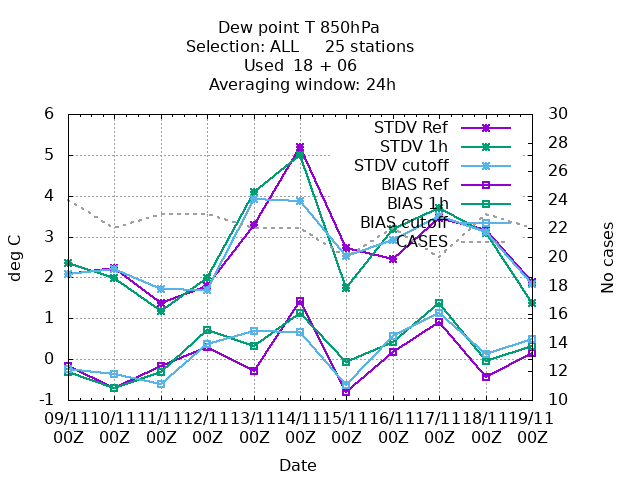 Dew point T 850hPa
Selection: ALL 25 stations
Used 18 + 06
Averaging window: 24h
STDV Ref
STDV 1h
STDV cutoff
BIAS Ref
BIAS 1h
BIAS cutoff
CASES
6
5
4
3
2
1
0
-1
deg C
30
28
26
24
22
20
18
16
14
12
10
No cases
09/11 10/11 11/11 12/11 13/11 14/11 15/11 16/11 17/11 18/11 19/11
00Z 00Z 00Z 00Z 00Z 00Z 00Z 00Z 00Z 00Z 00Z
Date